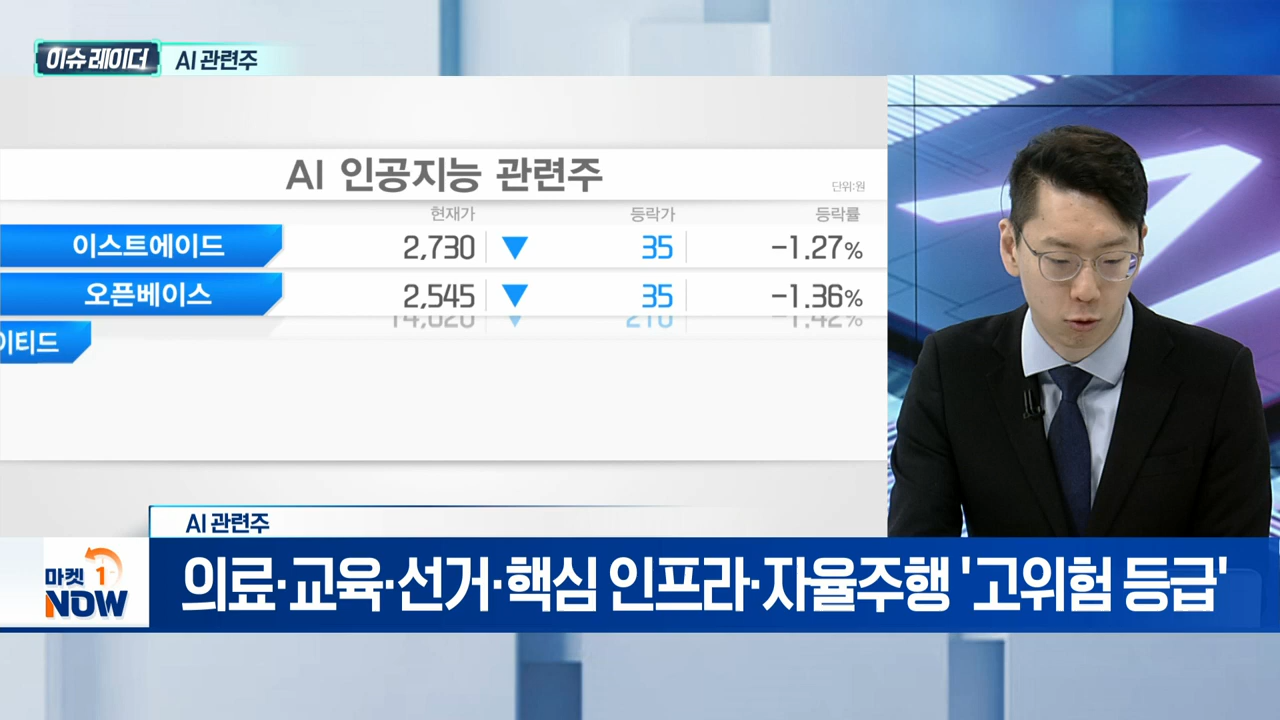 이슈 레이더 AI 관련주
AI 인공지능 관련주
단위:원
현재가 등락가 등락률
이스트에이드 2,730 ▼ 35 -1.27%
오픈베이스 2,545 ▼ 35 -1.36%
이티드
AI 관련주
마켓 1 NOW
의료·교육·선거·핵심 인프라·자율주행 '고위험 등급'